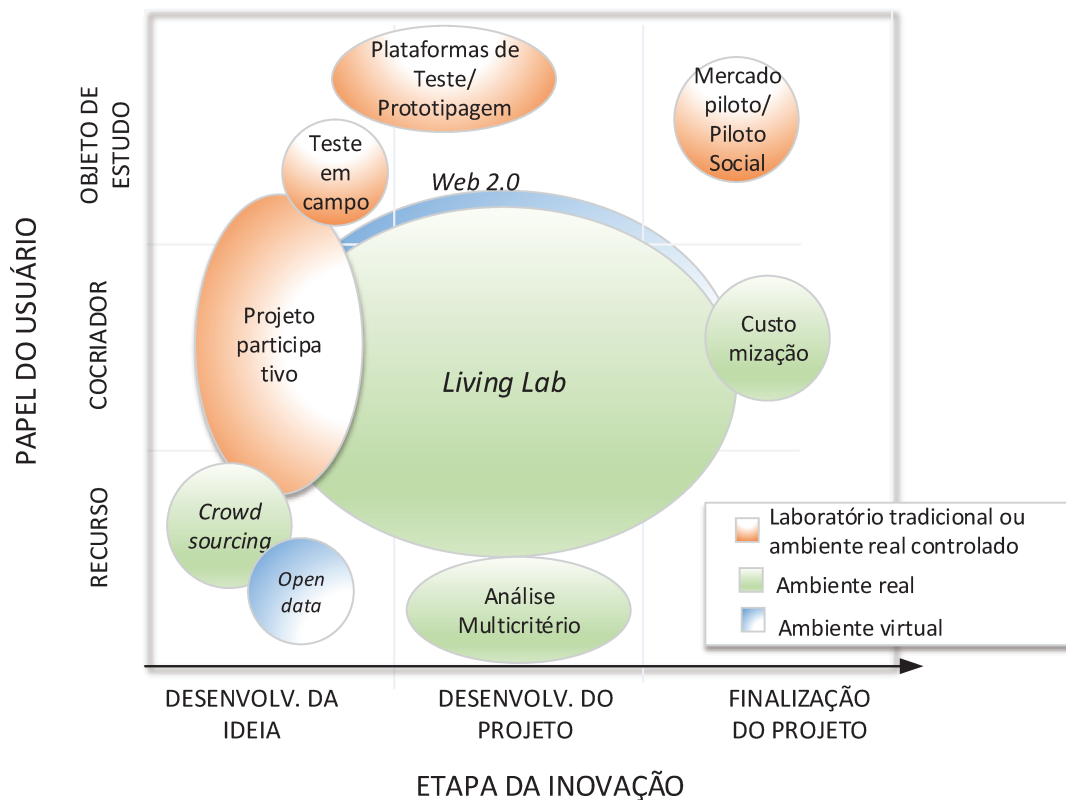 Plataformas de
Teste/
Prototipagem
Mercado
piloto/
Piloto
Social
Teste
em
campo
Web 2.0
Projeto
participa
tivo
Living Lab
Custo
mização
Crowd
sourcing
Open
data
Análise
Multicritério
PAPEL DO USUÁRIO
OBJETO DE
ESTUDO
COCRIADOR
RECURSO
Laboratório tradicional ou
ambiente real controlado
Ambiente real
Ambiente virtual
DESENVOLV. DA
IDEIA
DESENVOLV. DO
PROJETO
FINALIZAÇÃO
DO PROJETO
ETAPA DA INOVAÇÃO